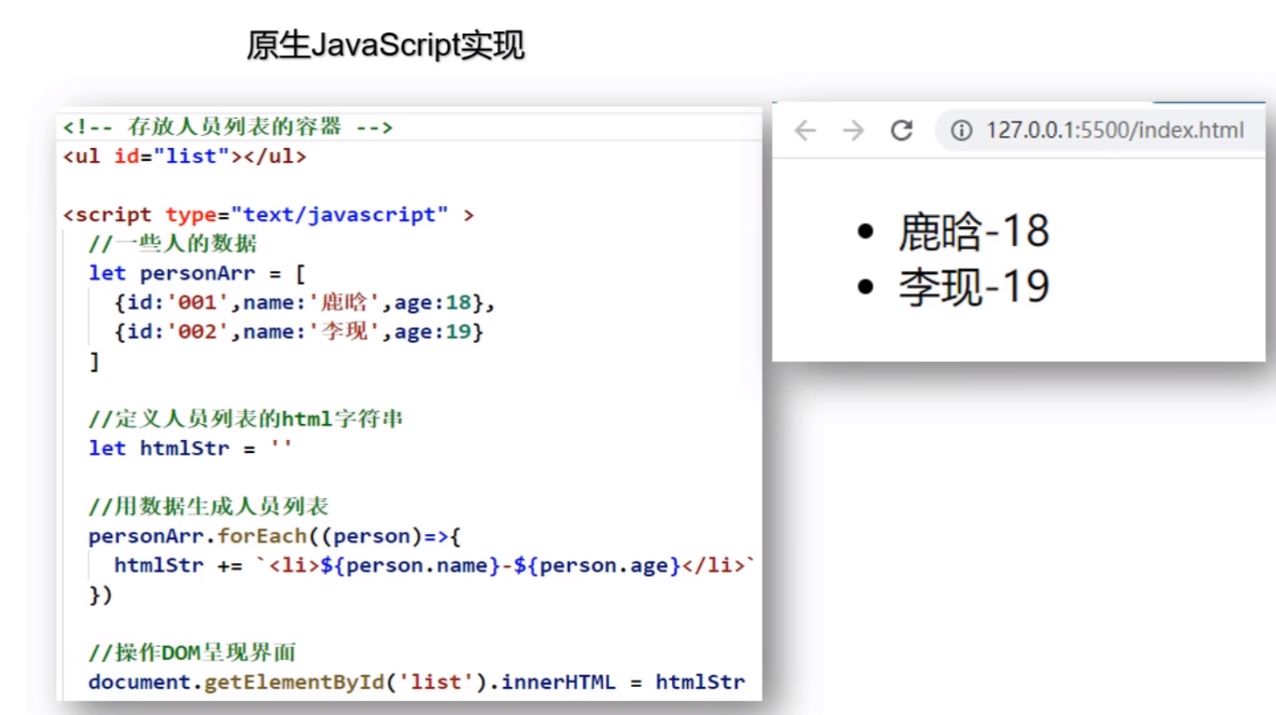 原生JavaScript实现
<!-- 存放人员列表的容器 -->
<ul id="list"></ul>
<script type="text/javascript" >
//一些人的数据
let personArr = [
{id:'001',name:'鹿晗',age:18},
{id:'002',name:'李现',age:19}
]
//定义人员列表的html字符串
let htmlStr = ''
//用数据生成人员列表
personArr.forEach((person)=>{
htmlStr += `<li>${person.name}-${person.age}</li>`
})
//操作DOM呈现界面
document.getElementById('list').innerHTML = htmlStr
127.0.0.1:5500/index.html
鹿晗-18
李现-19